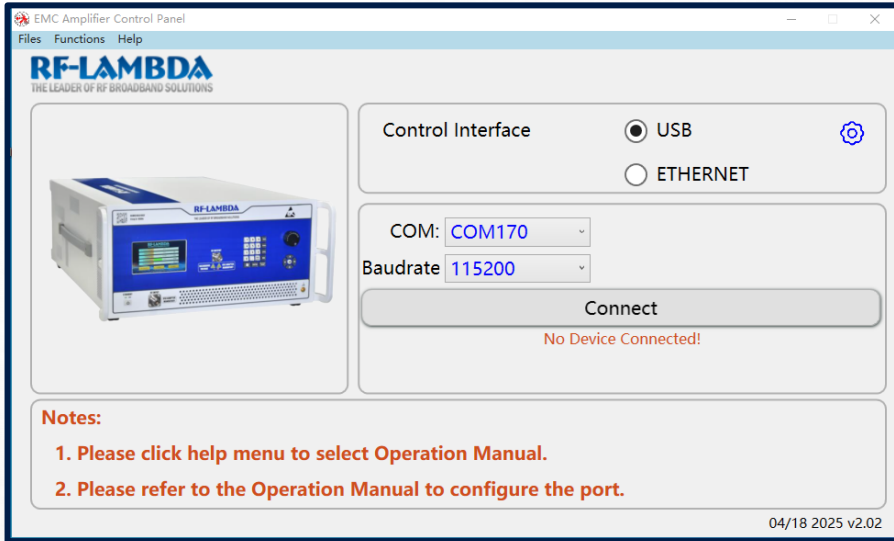 EMC Amplifier Control Panel
Files Functions Help
RF-LAMBDA
THE LEADER OF RF BROADBAND SOLUTIONS
RF-LAMBDA
Control Interface
USB
ETHERNET
COM: COM170
Baudrate 115200
Connect
No Device Connected!
Notes:
1. Please click help menu to select Operation Manual.
2. Please refer to the Operation Manual to configure the port.
04/18 2025 v2.02